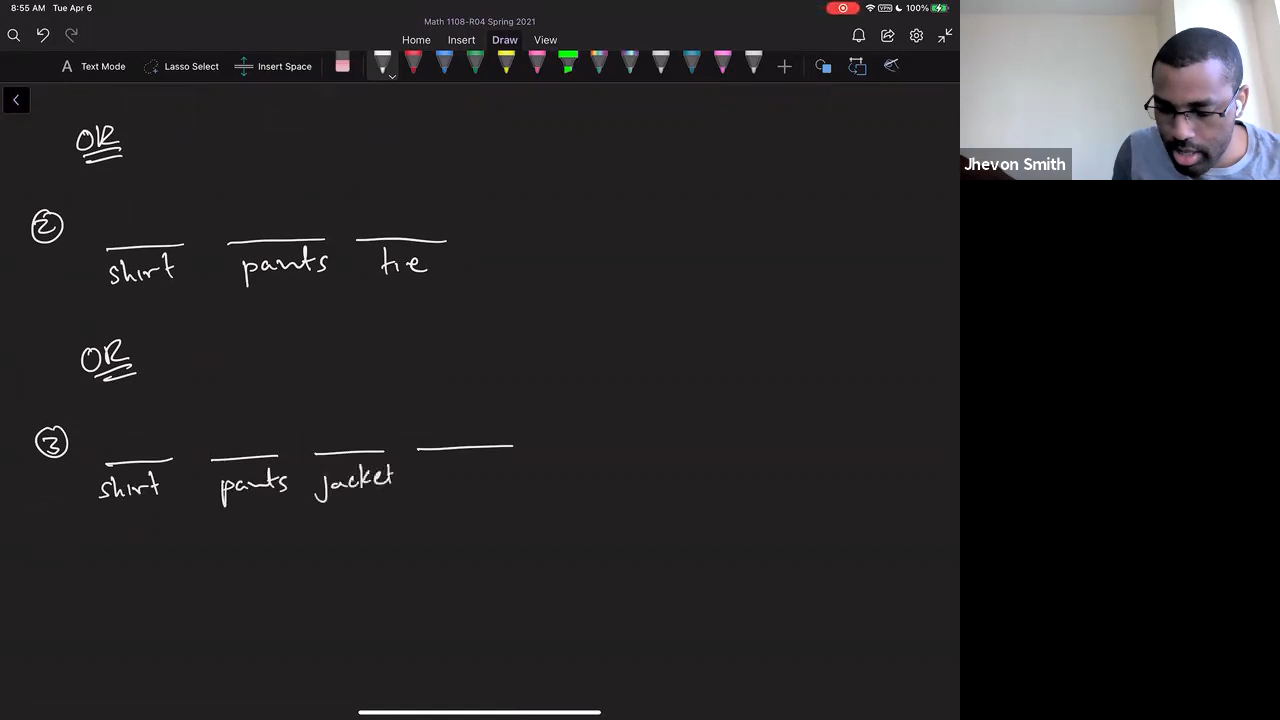 8:55 AM Tue Apr 6
VPN 100%
Math 1108-R04 Spring 2021
Home Insert Draw View
A Text Mode Lasso Select Insert Space
Jhevon Smith
OR
② shirt pants tie
OR
③ shirt pants jacket